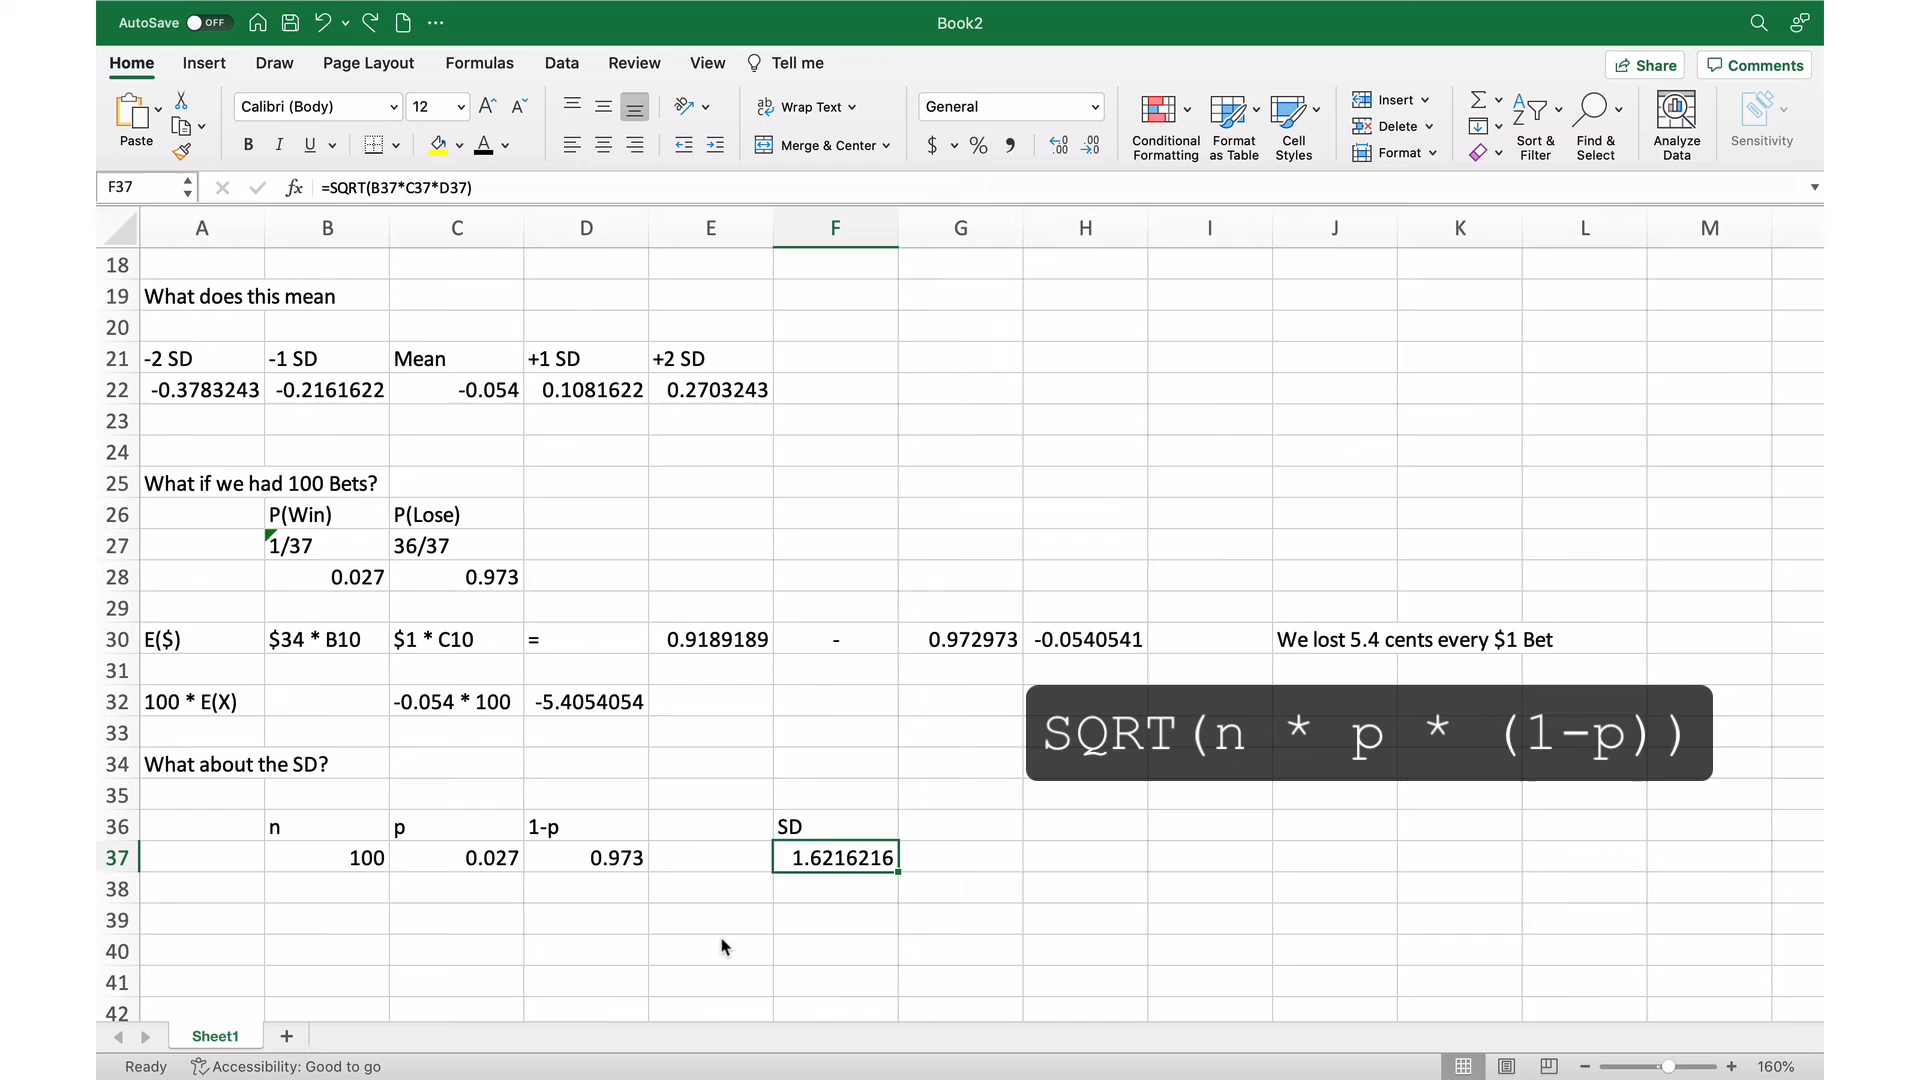 AutoSave OFF Book2
Home Insert Draw Page Layout Formulas Data Review View Tell me Share Comments
Paste Calibri (Body) 12 A^ A˅ ab Wrap Text General Conditional Formatting Format as Table Cell Styles Insert Delete Format Sort & Filter Find & Select Analyze Data Sensitivity
B I U A Merge & Center $ % , .00
F37 fx =SQRT(B37*C37*D37)
A B C D E F G H I J K L M
18
19 What does this mean
20
21 -2 SD -1 SD Mean +1 SD +2 SD
22 -0.3783243 -0.2161622 -0.054 0.1081622 0.2703243
23
24
25 What if we had 100 Bets?
26 P(Win) P(Lose)
27 1/37 36/37
28 0.027 0.973
29
30 E($) $34 * B10 $1 * C10 = 0.9189189 - 0.972973 -0.0540541 We lost 5.4 cents every $1 Bet
31
32 100 * E(X) -0.054 * 100 -5.4054054
33 SQRT(n * p * (1-p))
34 What about the SD?
35
36 n p 1-p SD
37 100 0.027 0.973 1.6216216
38
39
40
41
42
Sheet1 +
Ready Accessibility: Good to go - + 160%